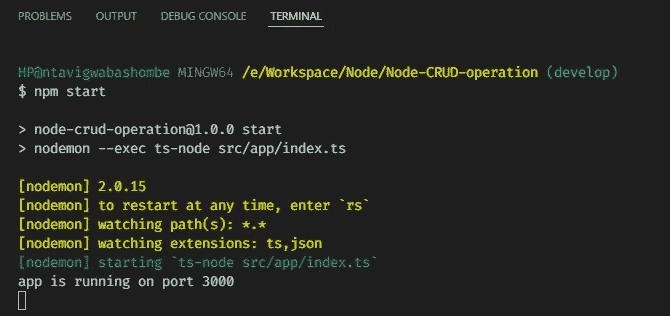 PROBLEMS OUTPUT DEBUG CONSOLE TERMINAL
HP@ntavigwabashombe MINGW64 /e/Workspace/Node/Node-CRUD-operation (develop)
$ npm start
> node-crud-operation@1.0.0 start
> nodemon --exec ts-node src/app/index.ts
[nodemon] 2.0.15
[nodemon] to restart at any time, enter `rs`
[nodemon] watching path(s): *.*
[nodemon] watching extensions: ts,json
[nodemon] starting `ts-node src/app/index.ts`
app is running on port 3000